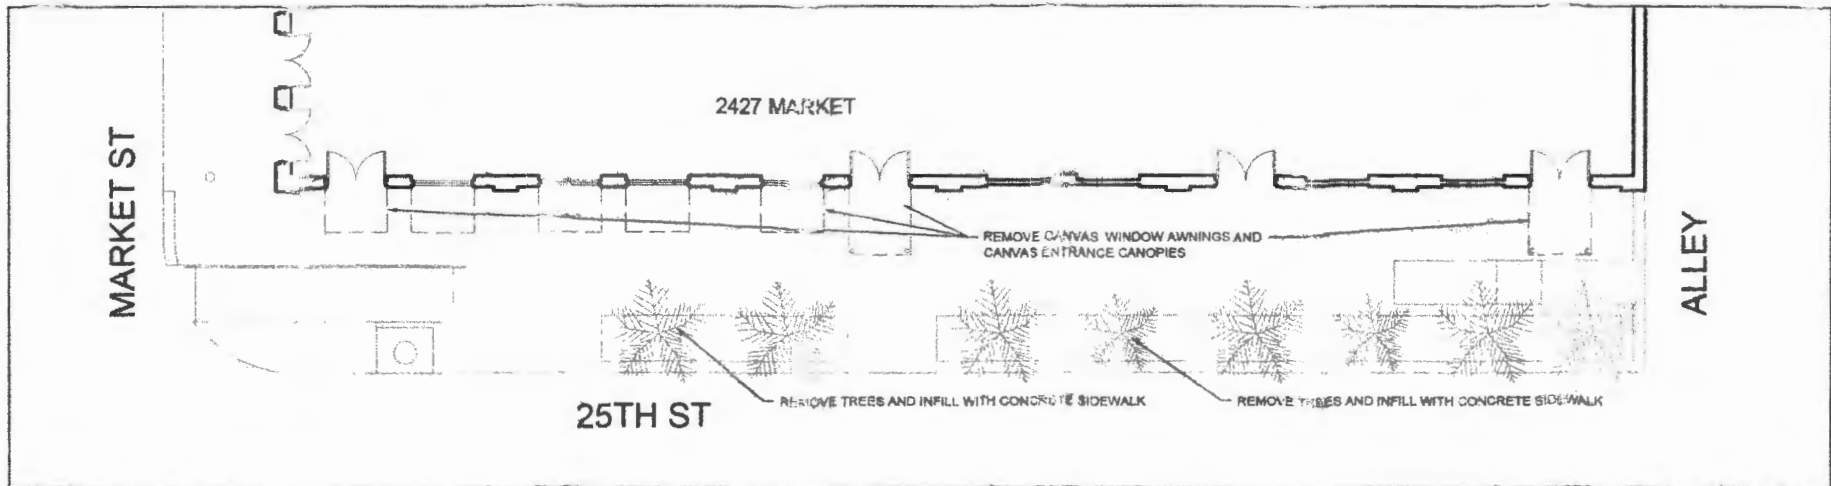 2427 MARKET
MARKET ST
REMOVE CANVAS WINDOW AWNINGS AND
CANVAS ENTRANCE CANOPIES
ALLEY
REMOVE TREES AND INFILL WITH CONCRETE SIDEWALK
REMOVE TREES AND INFILL WITH CONCRETE SIDEWALK
25TH ST